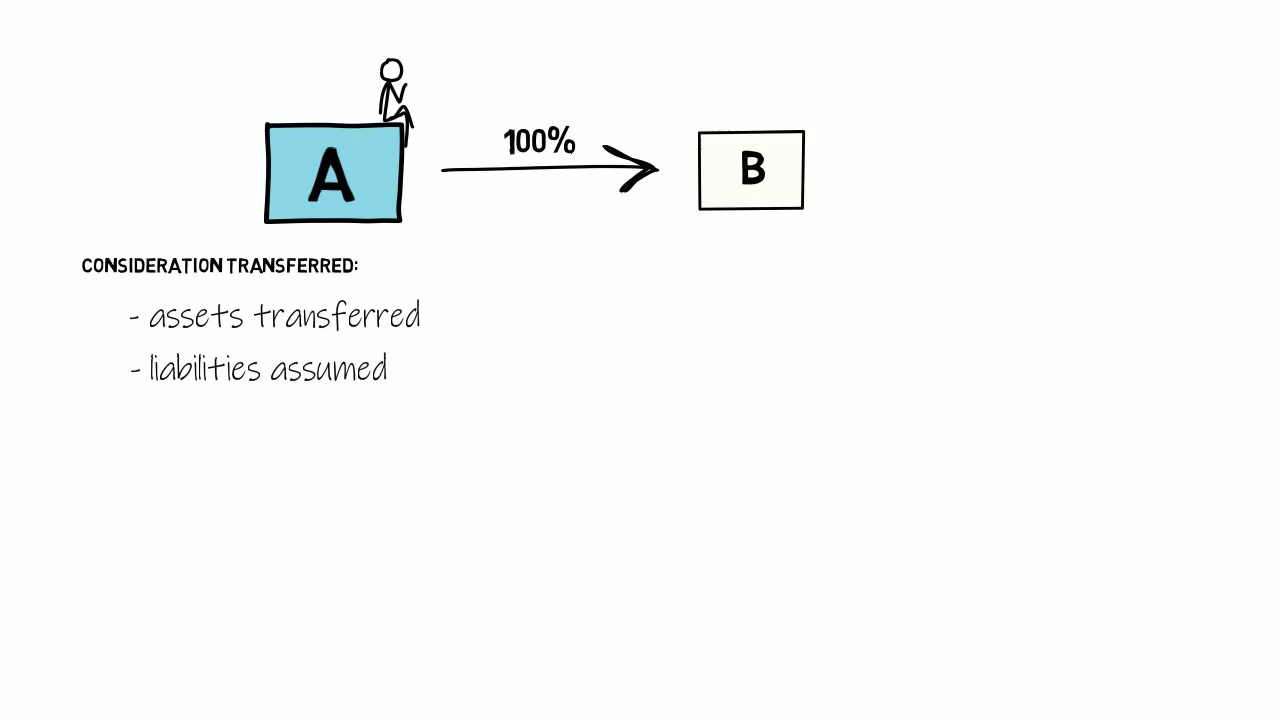 100%
A
B
CONSIDERATION TRANSFERRED:
- assets transferred
- liabilities assumed